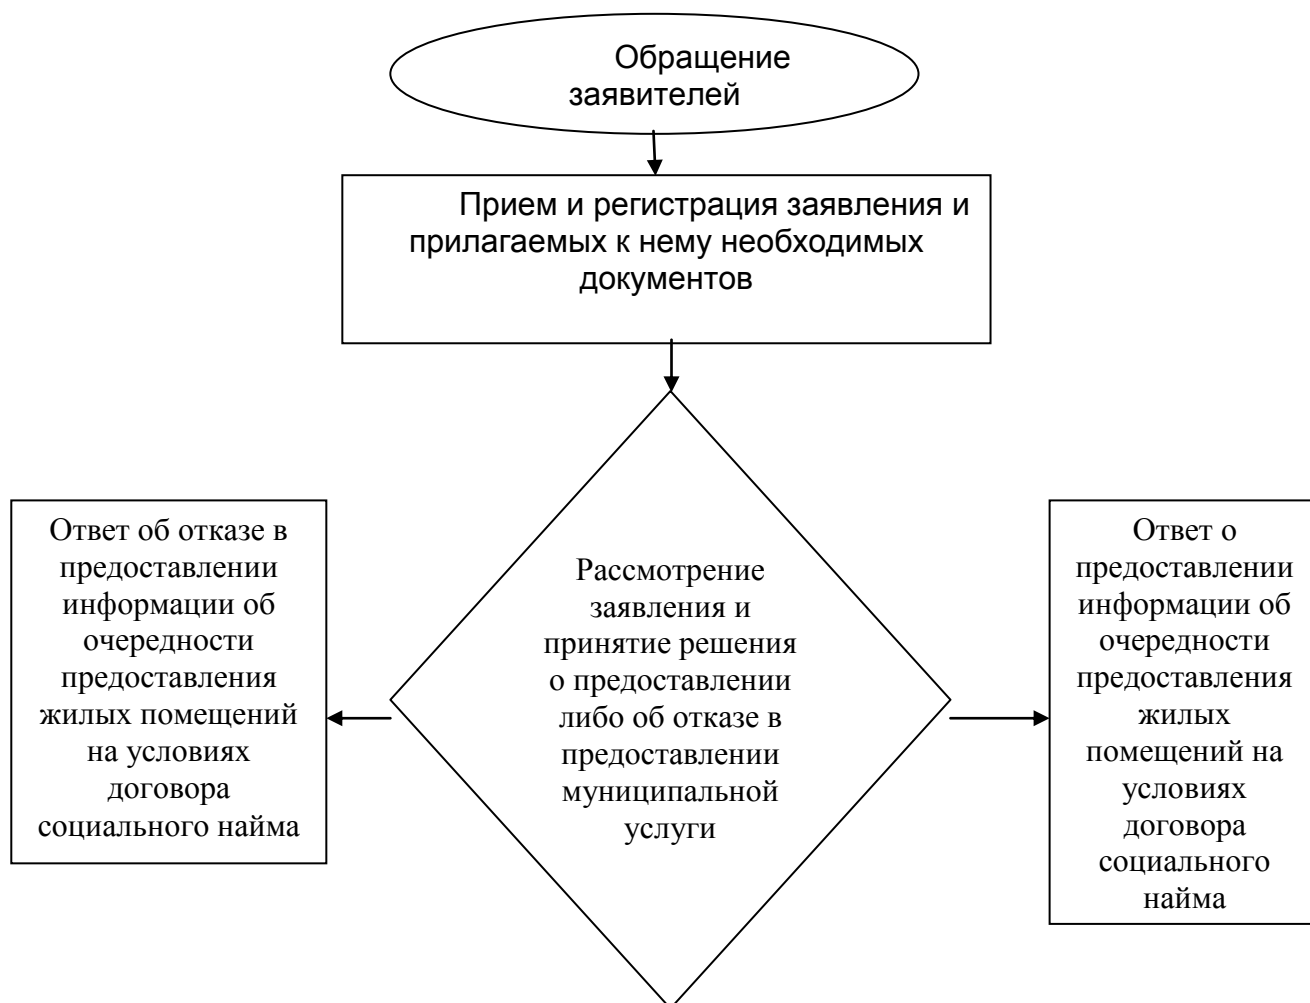 Обращение
заявителей
Прием и регистрация заявления и
прилагаемых к нему необходимых
документов
Ответ об отказе в
предоставлении
информации об
очередности
предоставления
жилых помещений
на условиях
договора
социального найма
Рассмотрение
заявления и
принятие решения
о предоставлении
либо об отказе в
предоставлении
муниципальной
услуги
Ответ о
предоставлении
информации об
очередности
предоставления
жилых
помещений на
условиях
договора
социального
найма